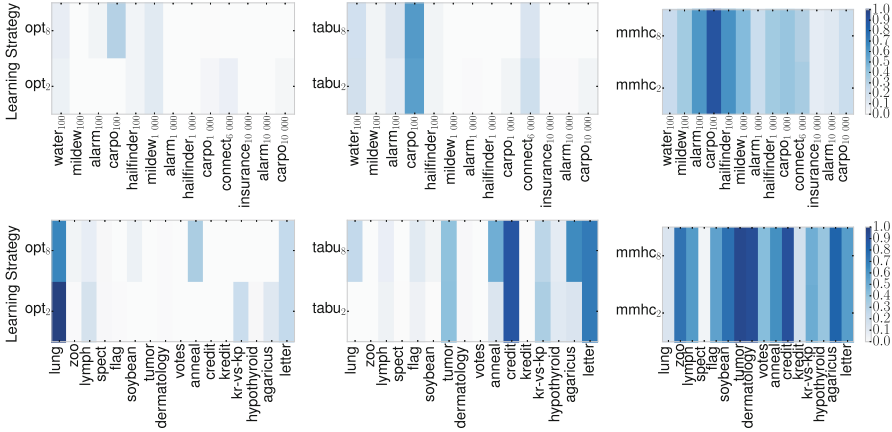 Learning Strategy
opt8
opt2
water100
mildew100
alarm100
carpo100
hailfinder100
mildew1 000
alarm1 000
hailfinder1 000
carpo1 000
connect6 000
insurance10 000
alarm10 000
carpo10 000
tabu8
tabu2
water100
mildew100
alarm100
carpo100
hailfinder100
mildew1 000
alarm1 000
hailfinder1 000
carpo1 000
connect6 000
insurance10 000
alarm10 000
carpo10 000
mmhc8
mmhc2
water100
mildew100
alarm100
carpo100
hailfinder100
mildew1 000
alarm1 000
hailfinder1 000
carpo1 000
connect6 000
insurance10 000
alarm10 000
carpo10 000
1.0
0.9
0.8
0.7
0.6
0.5
0.4
0.3
0.2
0.1
0.0
Learning Strategy
opt8
opt2
lung
zoo
lymph
spect
flag
soybean
tumor
dermatology
votes
anneal
credit
kredit
kr-vs-kp
hypothyroid
agaricus
letter
tabu8
tabu2
lung
zoo
lymph
spect
flag
soybean
tumor
dermatology
votes
anneal
credit
kredit
kr-vs-kp
hypothyroid
agaricus
letter
mmhc8
mmhc2
lung
zoo
lymph
spect
flag
soybean
tumor
dermatology
votes
anneal
credit
kredit
kr-vs-kp
hypothyroid
agaricus
letter
1.0
0.9
0.8
0.7
0.6
0.5
0.4
0.3
0.2
0.1
0.0